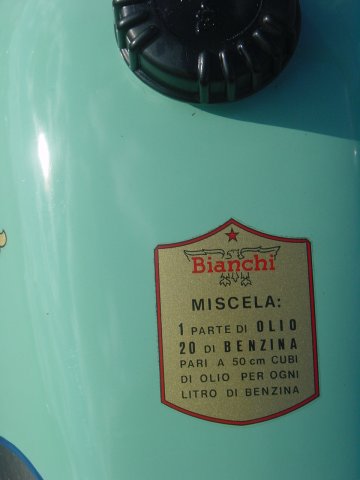 Bianchi
MISCELA:
1 PARTE DI OLIO
20 DI BENZINA
PARI A 50 cm CUBI
DI OLIO PER OGNI
LITRO DI BENZINA